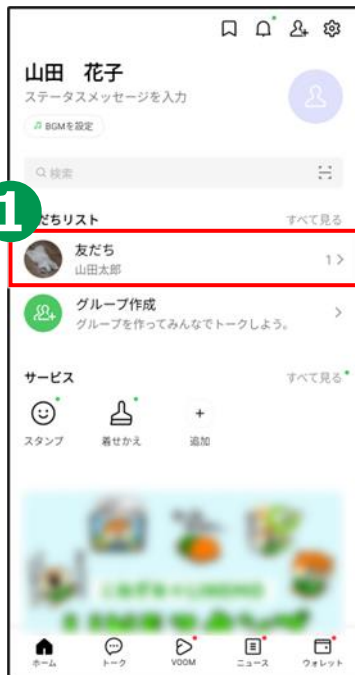 山田　花子
ステータスメッセージを入力
BGMを設定
検索
1
だちリスト
すべて見る
友だち
山田太郎
1
グループ作成
グループを作ってみんなでトークしよう。
サービス
すべて見る
スタンプ
着せかえ
追加
ホーム
トーク
VOOM
ニュース
ウォレット